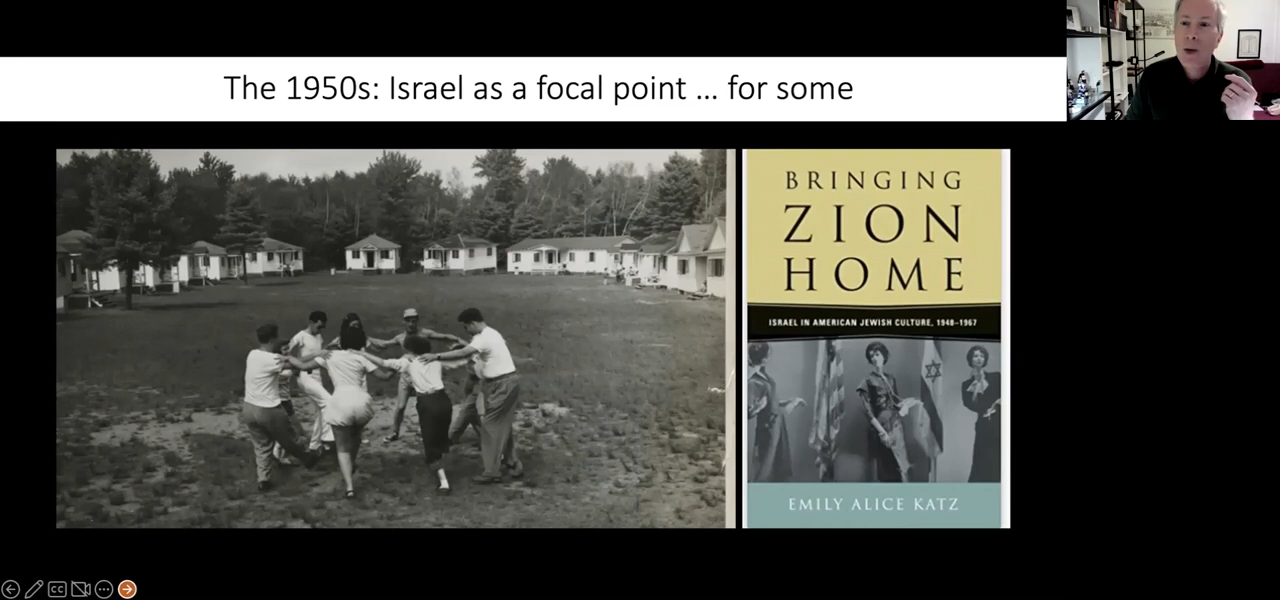 The 1950s: Israel as a focal point ... for some
BRINGING
ZION
HOME
ISRAEL IN AMERICAN JEWISH CULTURE, 1948–1967
EMILY ALICE KATZ
CC